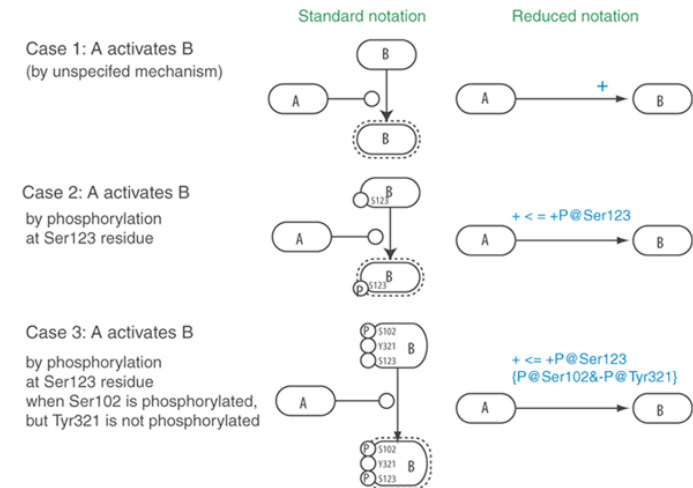 Standard notation
Reduced notation
Case 1: A activates B
(by unspecifed mechanism)
B
A
B
+
A
B
Case 2: A activates B
by phosphorylation
at Ser123 residue
B
S123
A
B
P
S123
+ < = +P@Ser123
A
B
Case 3: A activates B
by phosphorylation
at Ser123 residue
when Ser102 is phosphorylated,
but Tyr321 is not phosphorylated
P S102
Y321 B
S123
A
P S102
Y321 B
P S123
+ <= +P@Ser123
{P@Ser102&-P@Tyr321}
A
B